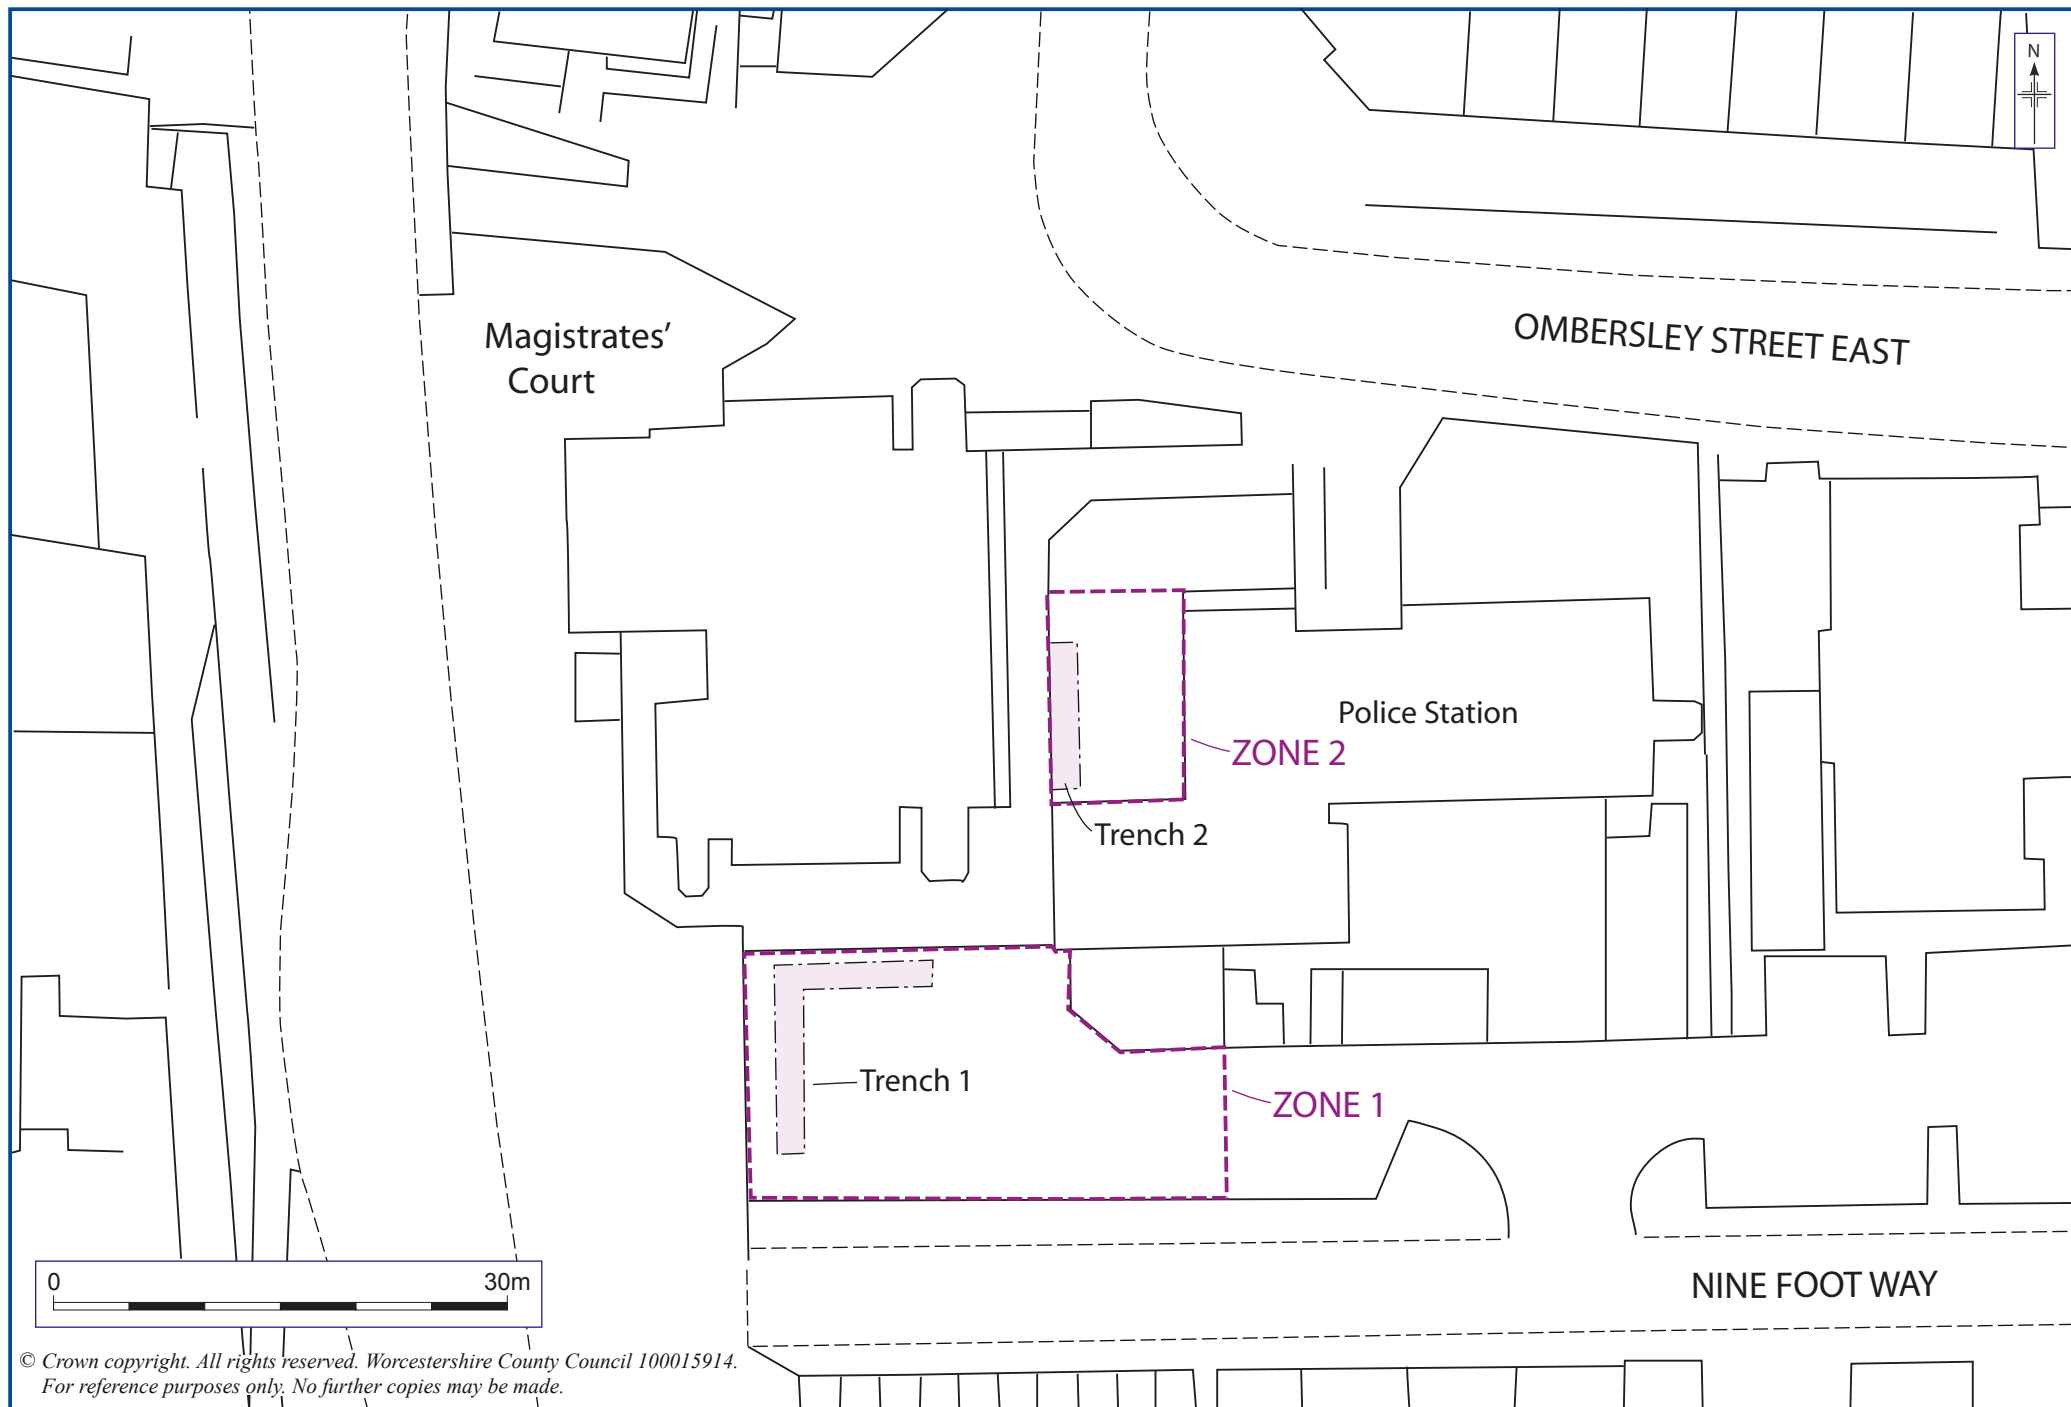 N
OMBERSLEY STREET EAST
Magistrates’
Court
Police Station
ZONE 2
Trench 2
Trench 1
ZONE 1
NINE FOOT WAY
0 30m
© Crown copyright. All rights reserved. Worcestershire County Council 100015914.
For reference purposes only. No further copies may be made.